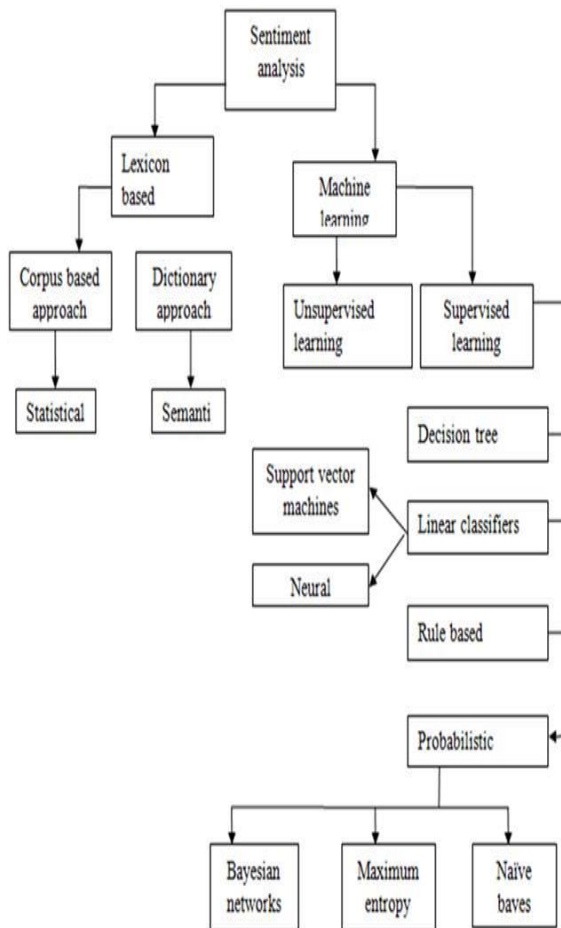 Sentiment
analysis
Lexicon
based
Machine
learning
Corpus based
approach
Dictionary
approach
Unsupervised
learning
Supervised
learning
Statistical
Semanti
Decision tree
Support vector
machines
Linear classifiers
Neural
Rule based
Probabilistic
Bayesian
networks
Maximum
entropy
Naïve
bayes